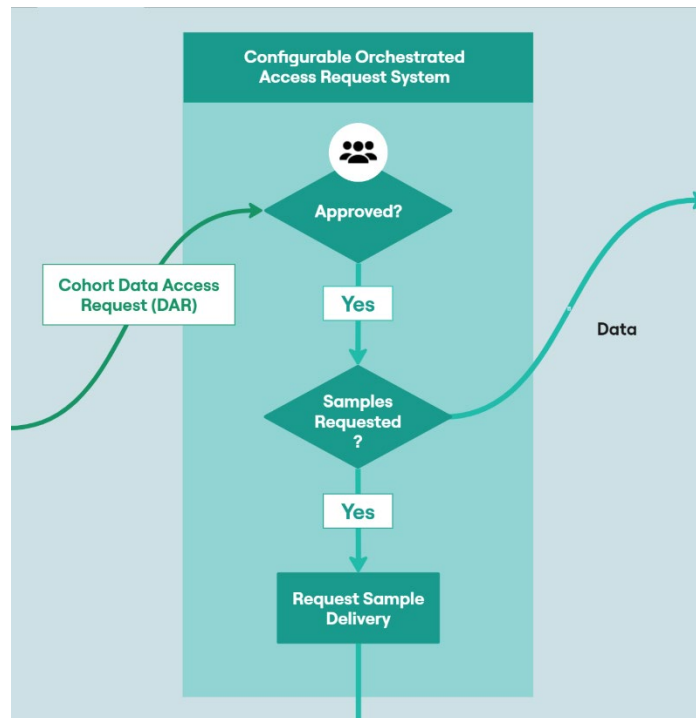 Configurable Orchestrated
Access Request System
Approved?
Cohort Data Access
Request (DAR)
Yes
Data
Samples
Requested
?
Yes
Request Sample
Delivery